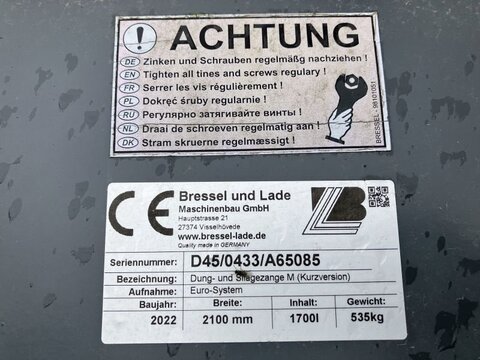 ! ACHTUNG
DE Zinken und Schrauben regelmäßg nachziehen !
EN Tighten all tines and screws regulary !
FR Serrer les vis régulièrement !
PL Dokręć śruby regularnie !
RU Регулярно затягивайте винты !
NL Draai de schroeven regelmatig aan !
DK Stram skruerne regelmæssigt !
BRESSEL - 98101051
CE Bressel und Lade
Maschinenbau GmbH
Hauptstrasse 21
27374 Visselhövede
www.bressel-lade.de
Quality made in GERMANY
Seriennummer: D45/0433/A65085
Bezeichnung: Dung- und Silagezange M (Kurzversion)
Aufnahme: Euro-System
Baujahr: Breite: Inhalt: Gewicht:
2022 2100 mm 1700l 535kg